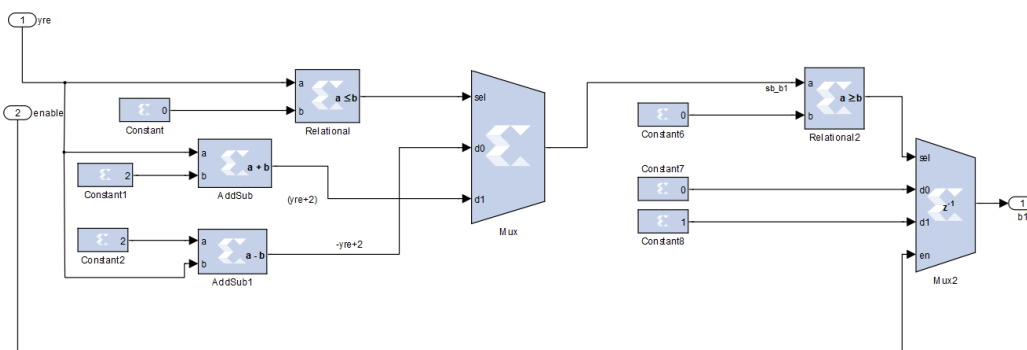 1
yre
2
enable
a
b
a ≤ b
Relational
0
Constant
a
b
a + b
AddSub
2
Constant1
(yre+2)
2
Constant2
a
b
a - b
AddSub1
-yre+2
sel
d0
d1
Mux
sb_b1
a
b
a ≥ b
Relational2
0
Constant6
Constant7
0
1
Constant8
sel
d0
d1
en
z-1
Mux2
1
b1